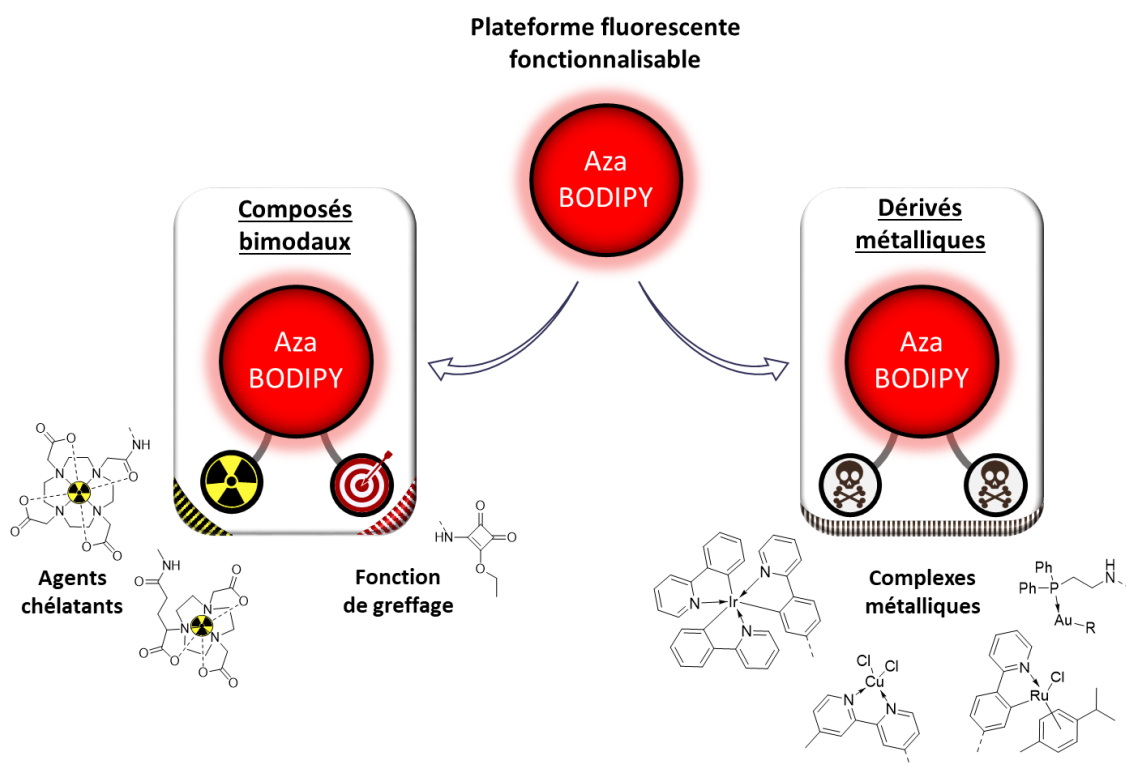 Plateforme fluorescente
fonctionnalisable
Aza
BODIPY
Composés
bimodaux
Aza
BODIPY
Dérivés
métalliques
Aza
BODIPY
Agents
chélatants
Fonction
de greffage
Complexes
métalliques
O
O
O
NH
N
N
O
O
N
N
O
O
O
NH
O
N
N
N
O
O
O
O
O
O
O
HN
O
O
N
N
Ir
N
Cl
Cl
Cu
N
N
Ph
Ph
P
H
N
Au
R
N
Cl
Ru